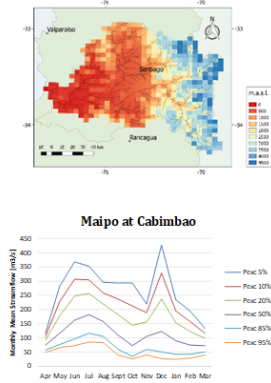 -71
-70
Valparaíso
N
-33
-33
Santiago
m.a.s.l.
0
500
1000
1500
2000
2500
3000
3500
4000
4500
-34
-34
Rancagua
-71
-70
Maipo at Cabimbao
Monthly Mean Streamflow [m3/s]
450
400
350
300
250
200
150
100
50
0
Apr May Jun Jul Aug Sept Oct Nov Dec Jan Feb Mar
Pexc 5%
Pexc 10%
Pexc 20%
Pexc 50%
Pexc 85%
Pexc 95%